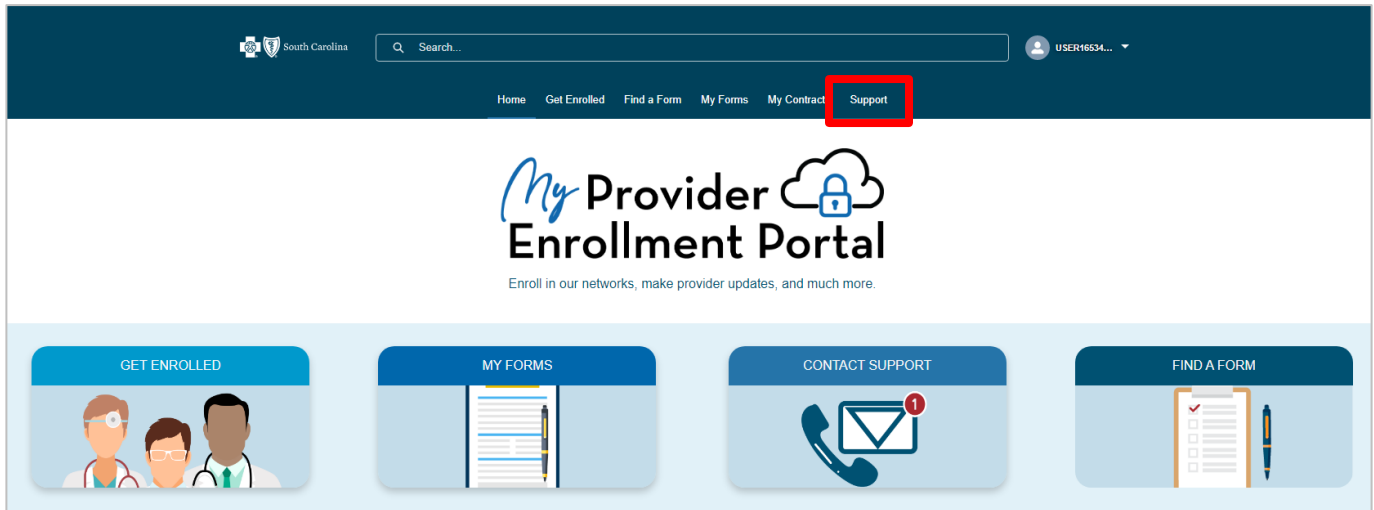 South Carolina
Search...
USER16534...
Home Get Enrolled Find a Form My Forms My Contract Support
My Provider
Enrollment Portal
Enroll in our networks, make provider updates, and much more.
GET ENROLLED
MY FORMS
CONTACT SUPPORT
FIND A FORM
1